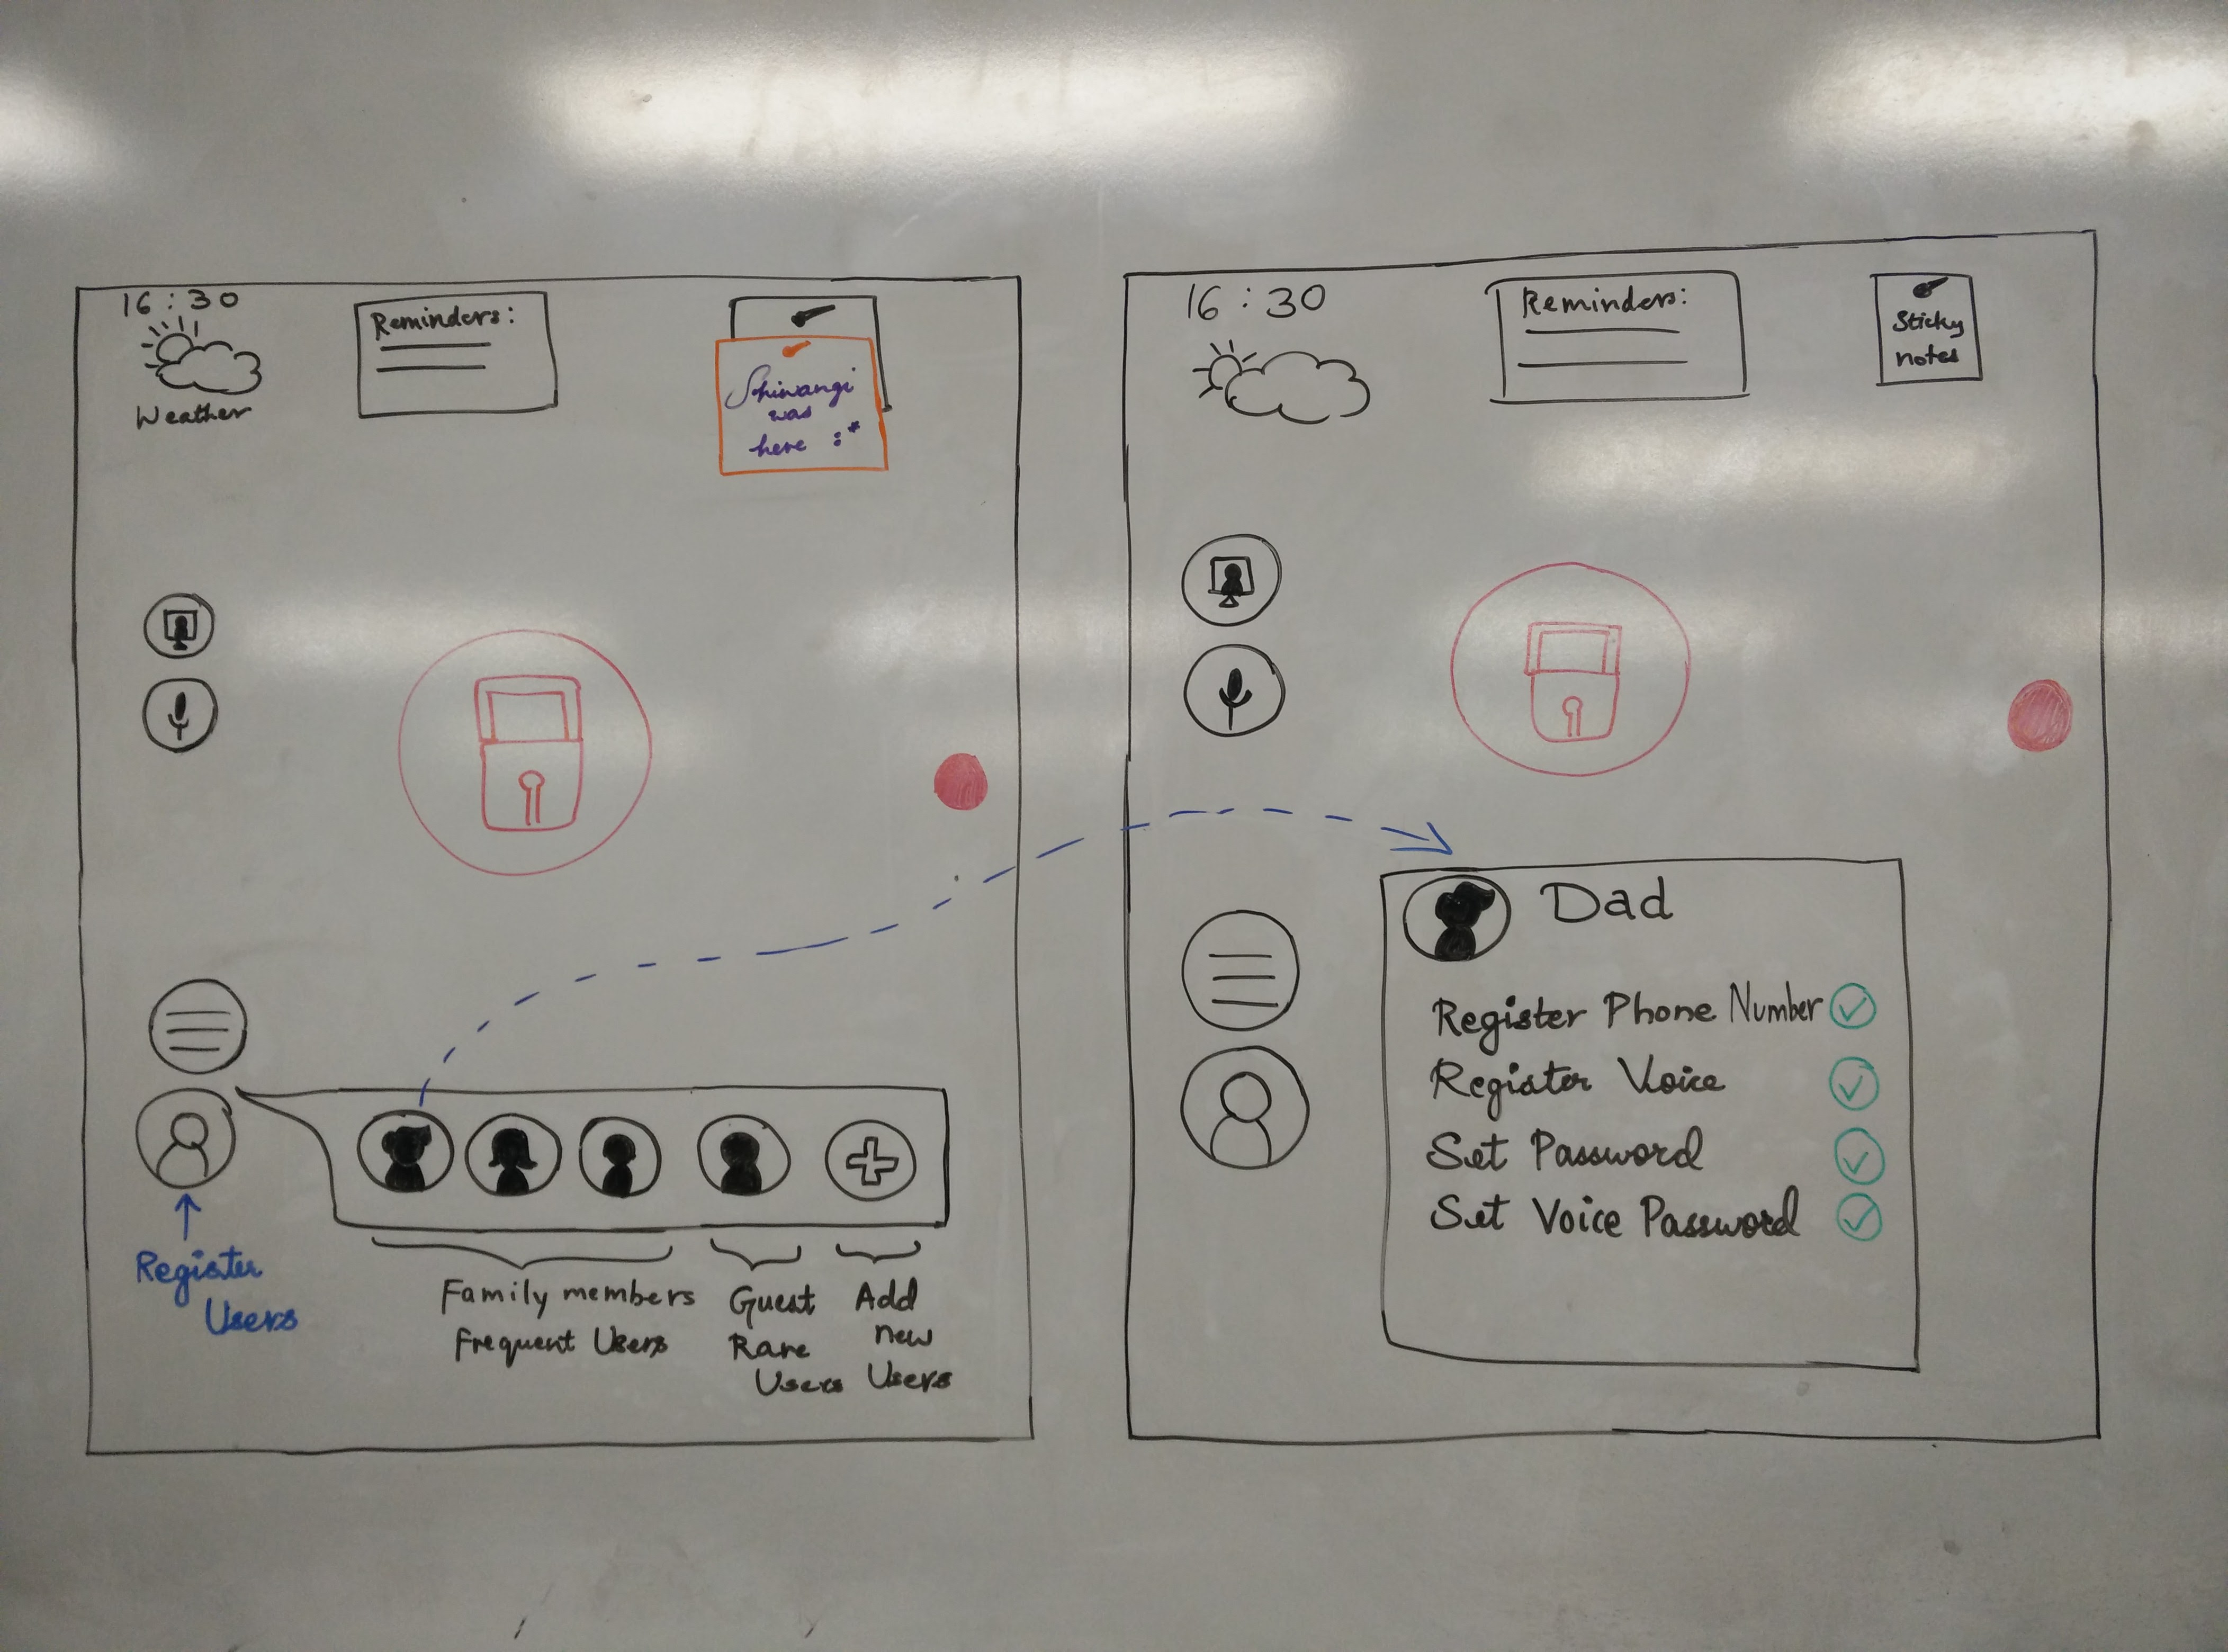 16:30
Weather
Reminders:
Shiwangi
was
here :*
Register
Users
Family members
Frequent Users
Guest
Rare
Users
Add
new
Users
16:30
Reminders:
Sticky
notes
Dad
Register Phone Number
Register Voice
Set Password
Set Voice Password